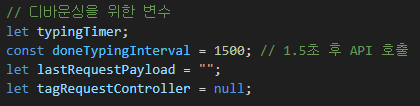 // 디바운싱을 위한 변수
let typingTimer;
const doneTypingInterval = 1500; // 1.5초 후 API 호출
let lastRequestPayload = "";
let tagRequestController = null;